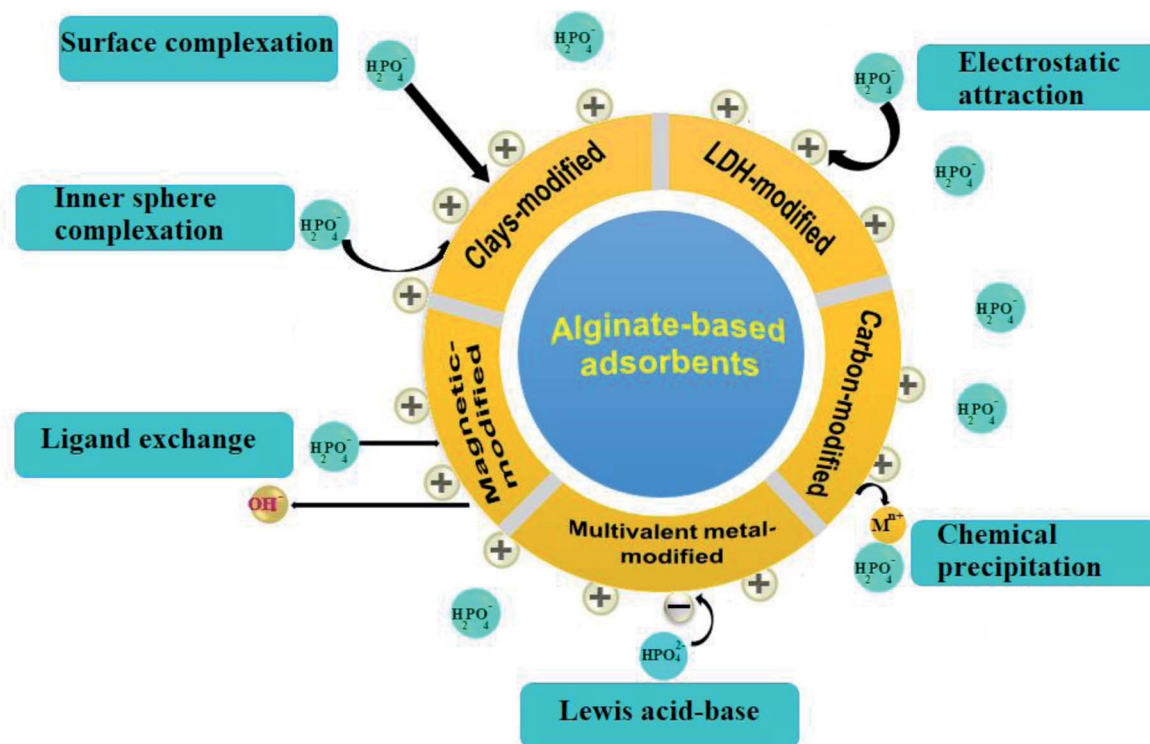 Surface complexation
H₂PO₄⁻
H₂PO₄⁻
H₂PO₄⁻
Electrostatic
attraction
+
+
+
+
+
H₂PO₄⁻
Inner sphere
complexation
H₂PO₄⁻
+
+
+
Clays-modified
LDH-modified
Alginate-based
adsorbents
H₂PO₄⁻
Magnetic-
modified
Carbon-modified
+
+
H₂PO₄⁻
Ligand exchange
H₂PO₄⁻
+
+
OH⁻
Multivalent metal-
modified
Mⁿ⁺
H₂PO₄⁻
Chemical
precipitation
+
+
−
+
H₂PO₄⁻
HPO₄²⁻
Lewis acid-base